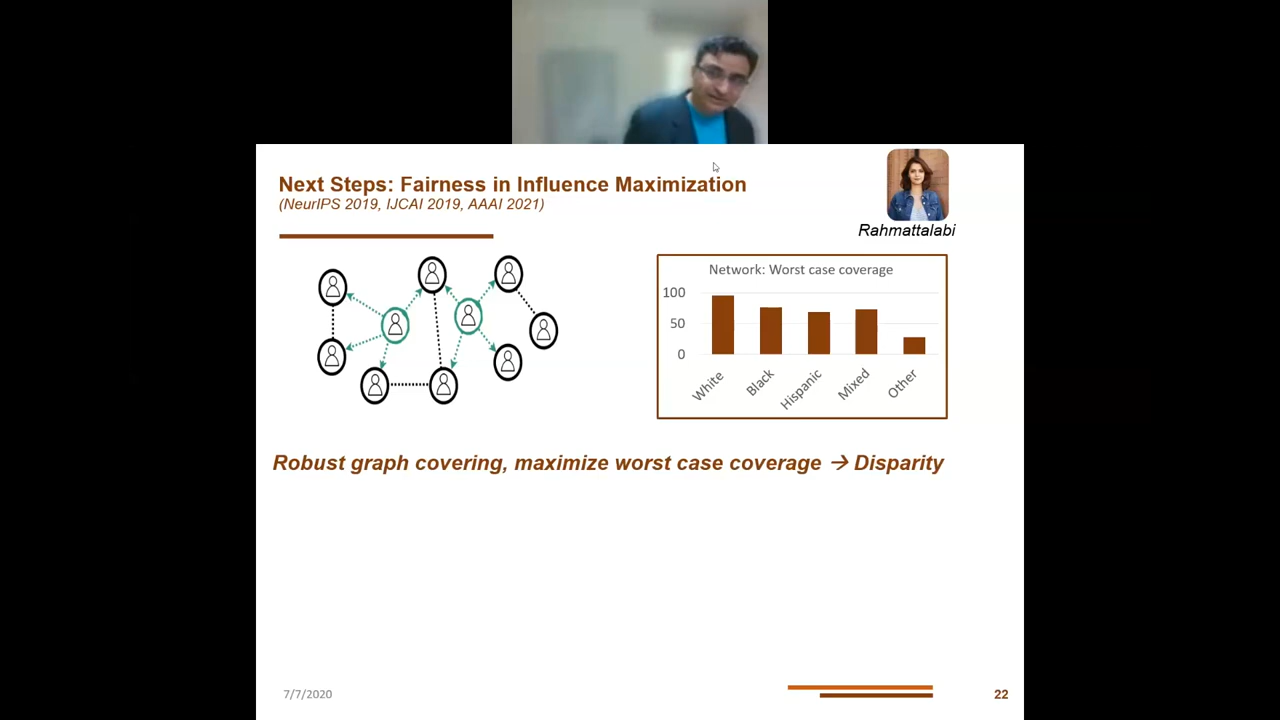 Next Steps: Fairness in Influence Maximization
(NeurIPS 2019, IJCAI 2019, AAAI 2021)
Rahmattalabi
Network: Worst case coverage
100
50
0
White
Black
Hispanic
Mixed
Other
Robust graph covering, maximize worst case coverage → Disparity
7/7/2020
22